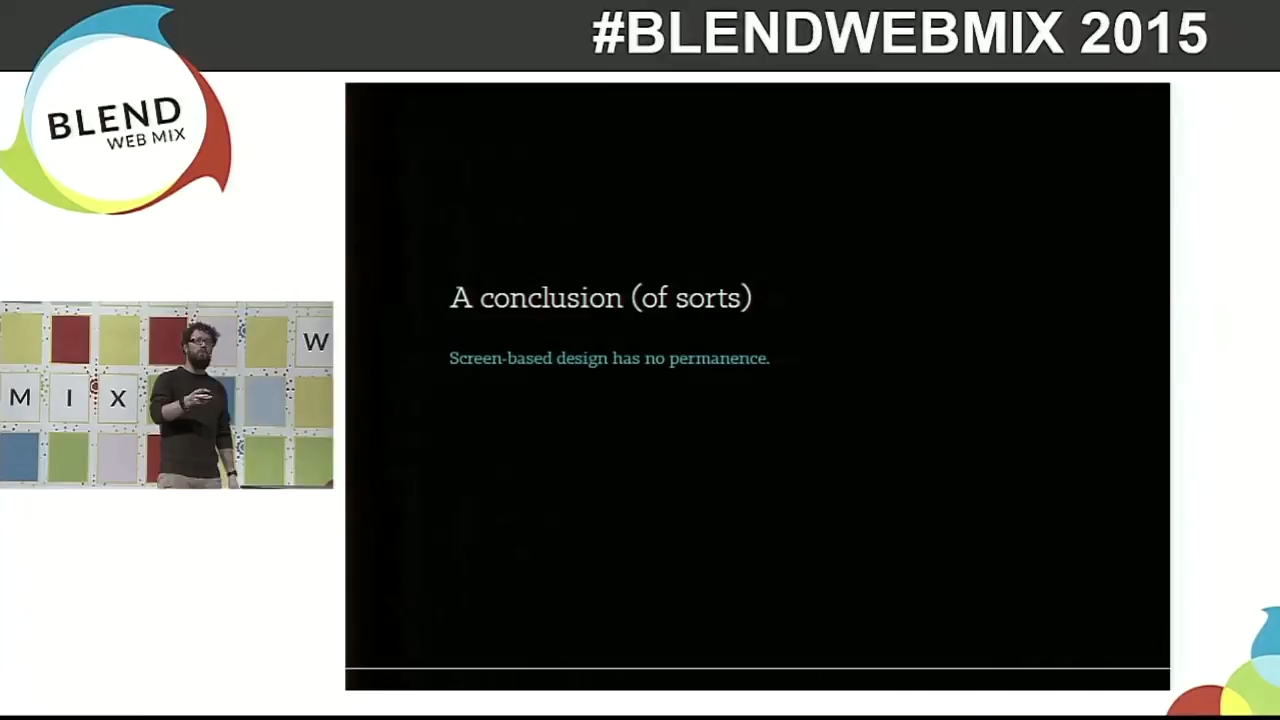 #BLENDWEBMIX 2015
BLEND
WEB MIX
A conclusion (of sorts)
Screen-based design has no permanence.
W
M I X